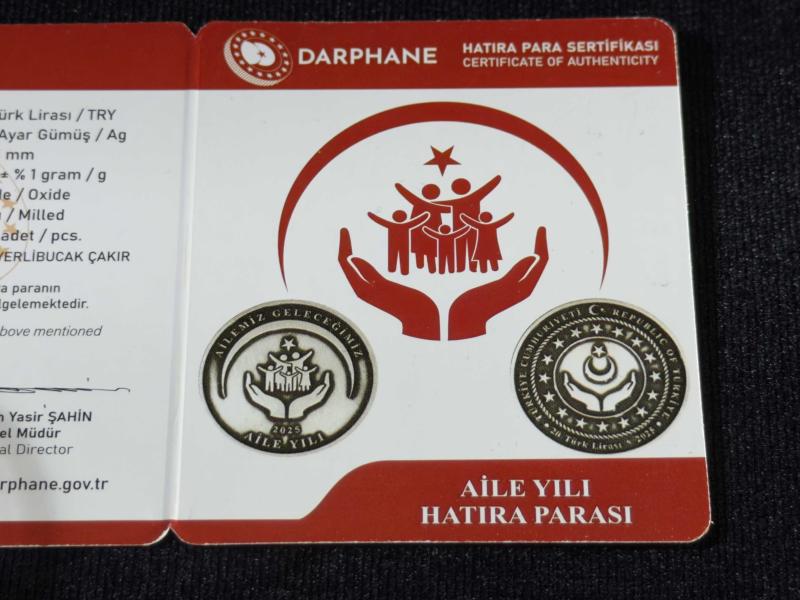 ürk Lirası / TRY
Ayar Gümüş / Ag
mm
± % 1 gram / g
de / Oxide
/ Milled
adet / pcs.
YERLİBUCAK ÇAKIR
paranın
lgelemektedir.
bove mentioned
Yasir ŞAHİN
el Müdür
al Director
rphane.gov.tr
DARPHANE
HATIRA PARA SERTİFİKASI
CERTIFICATE OF AUTHENTICITY
AİLEMİZ GELECEĞİMİZ
2025
AİLE YILI
TÜRKİYE CUMHURİYETİ REPUBLIC OF TÜRKİYE
20 Türk Lirası 2025
AİLE YILI
HATIRA PARASI